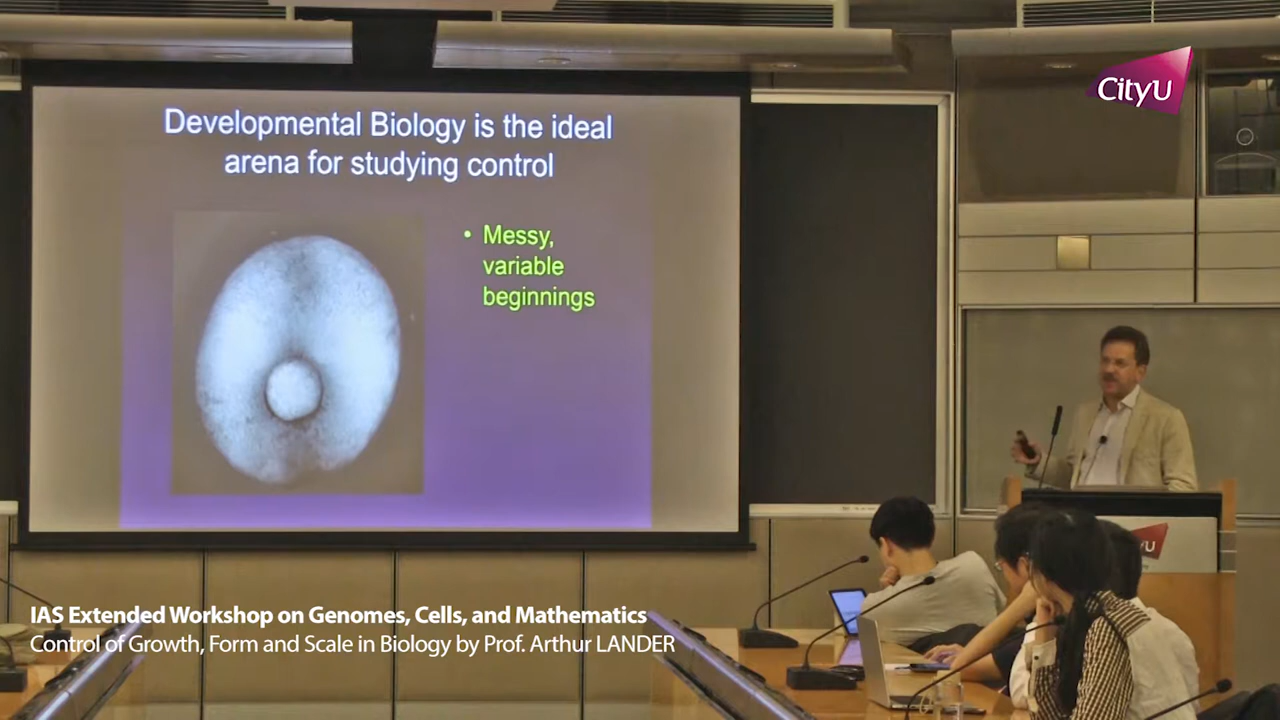 CityU
Developmental Biology is the ideal
arena for studying control
• Messy,
variable
beginnings
yU
IAS Extended Workshop on Genomes, Cells, and Mathematics
Control of Growth, Form and Scale in Biology by Prof. Arthur LANDER